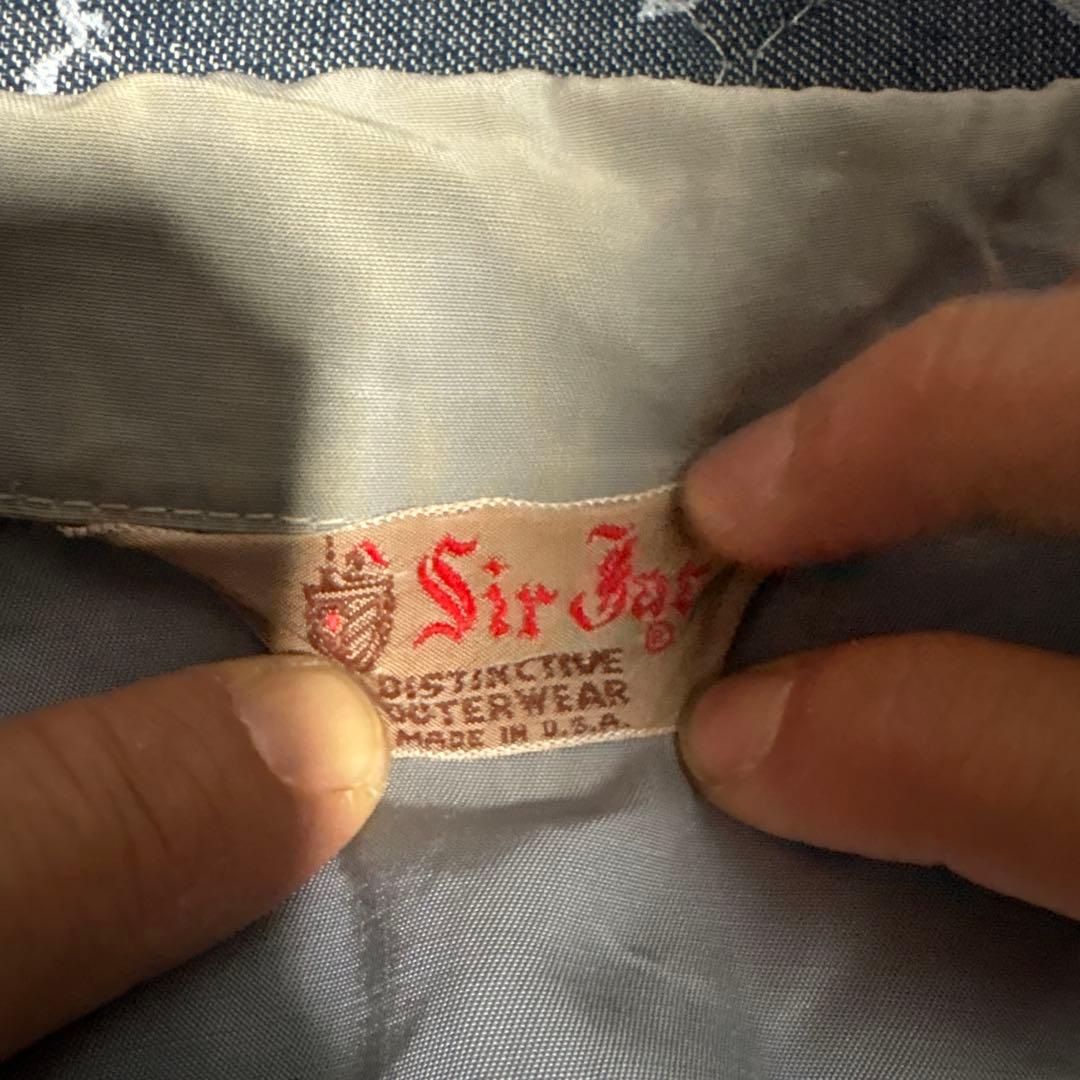 Sir Jac
®
DISTINCTIVE
OUTERWEAR
MADE IN U.S.A.